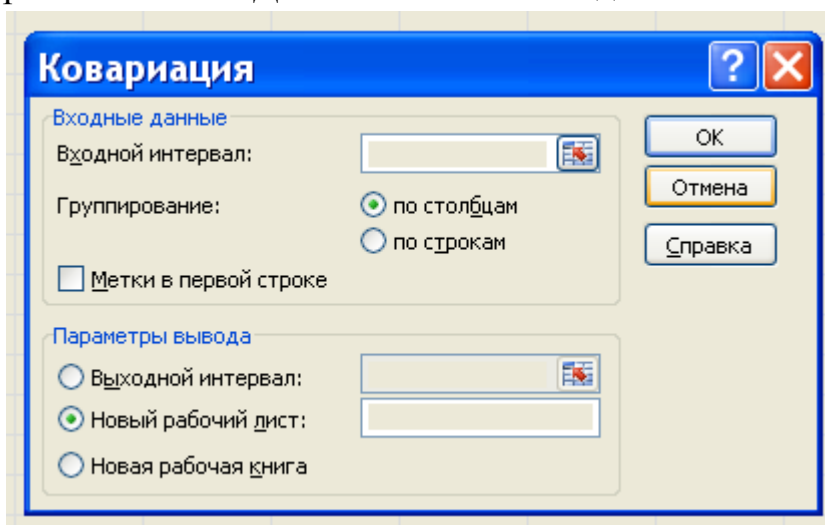 Ковариация
Входные данные
Входной интервал:
Группирование:
по столбцам
по строкам
Метки в первой строке
Параметры вывода
Выходной интервал:
Новый рабочий лист:
Новая рабочая книга
ОК
Отмена
Справка